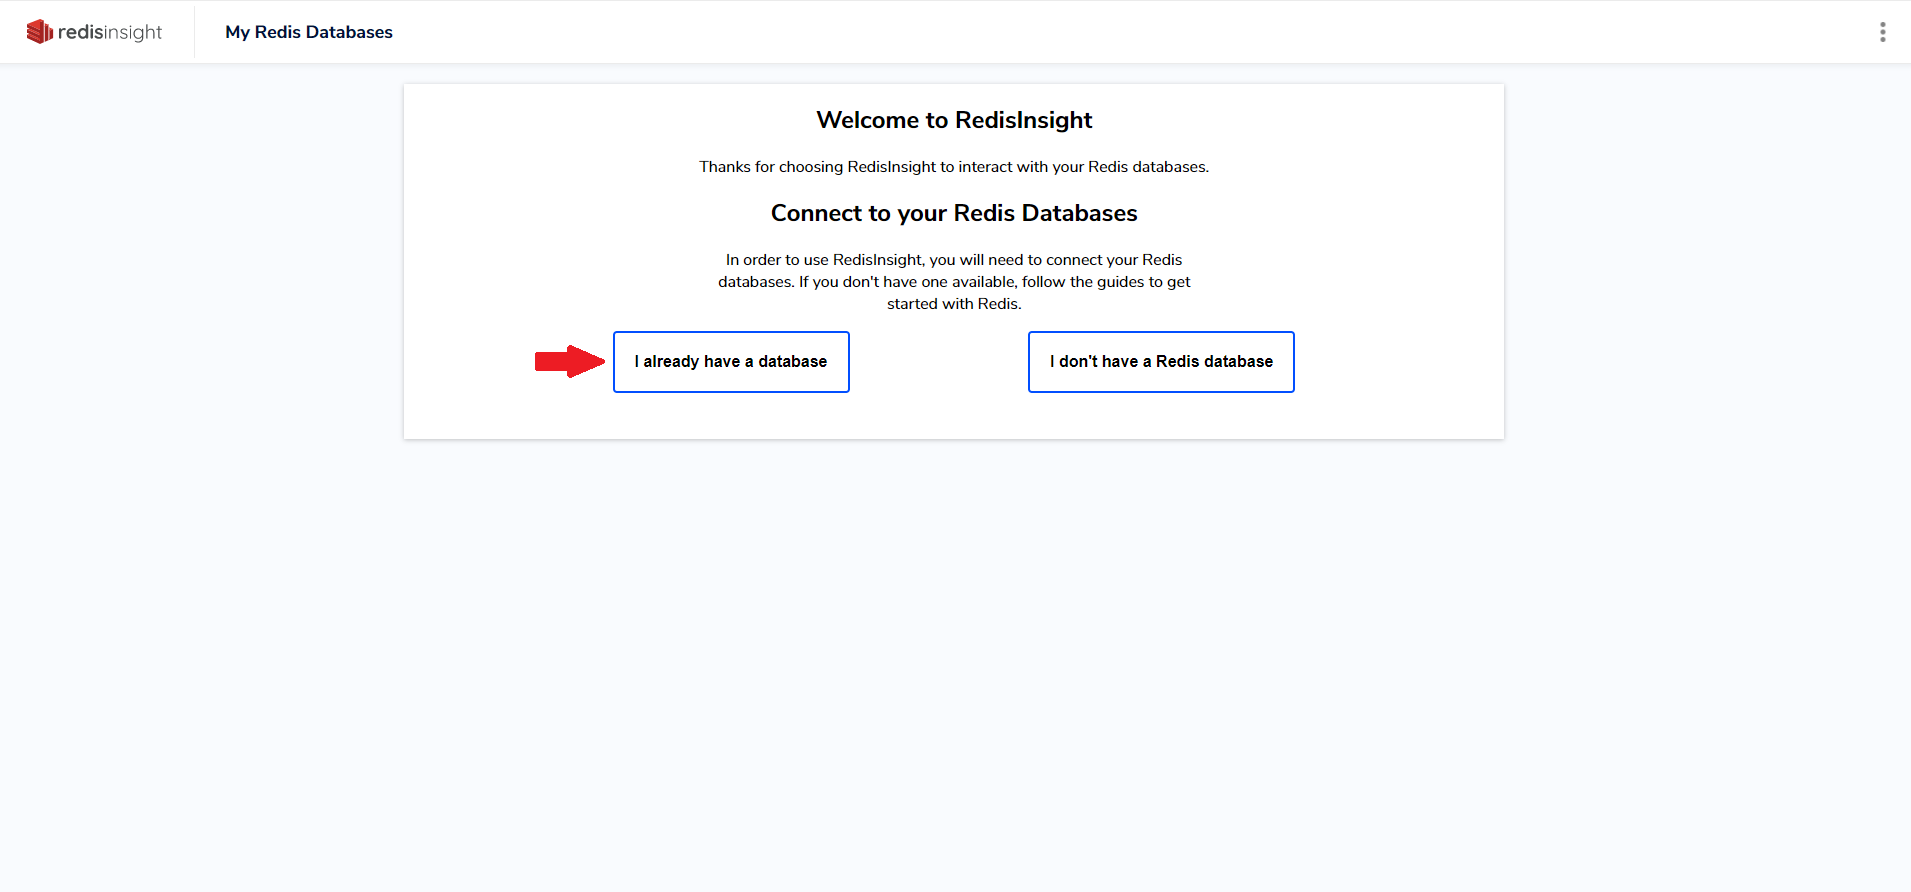 redisinsight
My Redis Databases
Welcome to RedisInsight
Thanks for choosing RedisInsight to interact with your Redis databases.
Connect to your Redis Databases
In order to use RedisInsight, you will need to connect your Redis
databases. If you don't have one available, follow the guides to get
started with Redis.
I already have a database
I don't have a Redis database